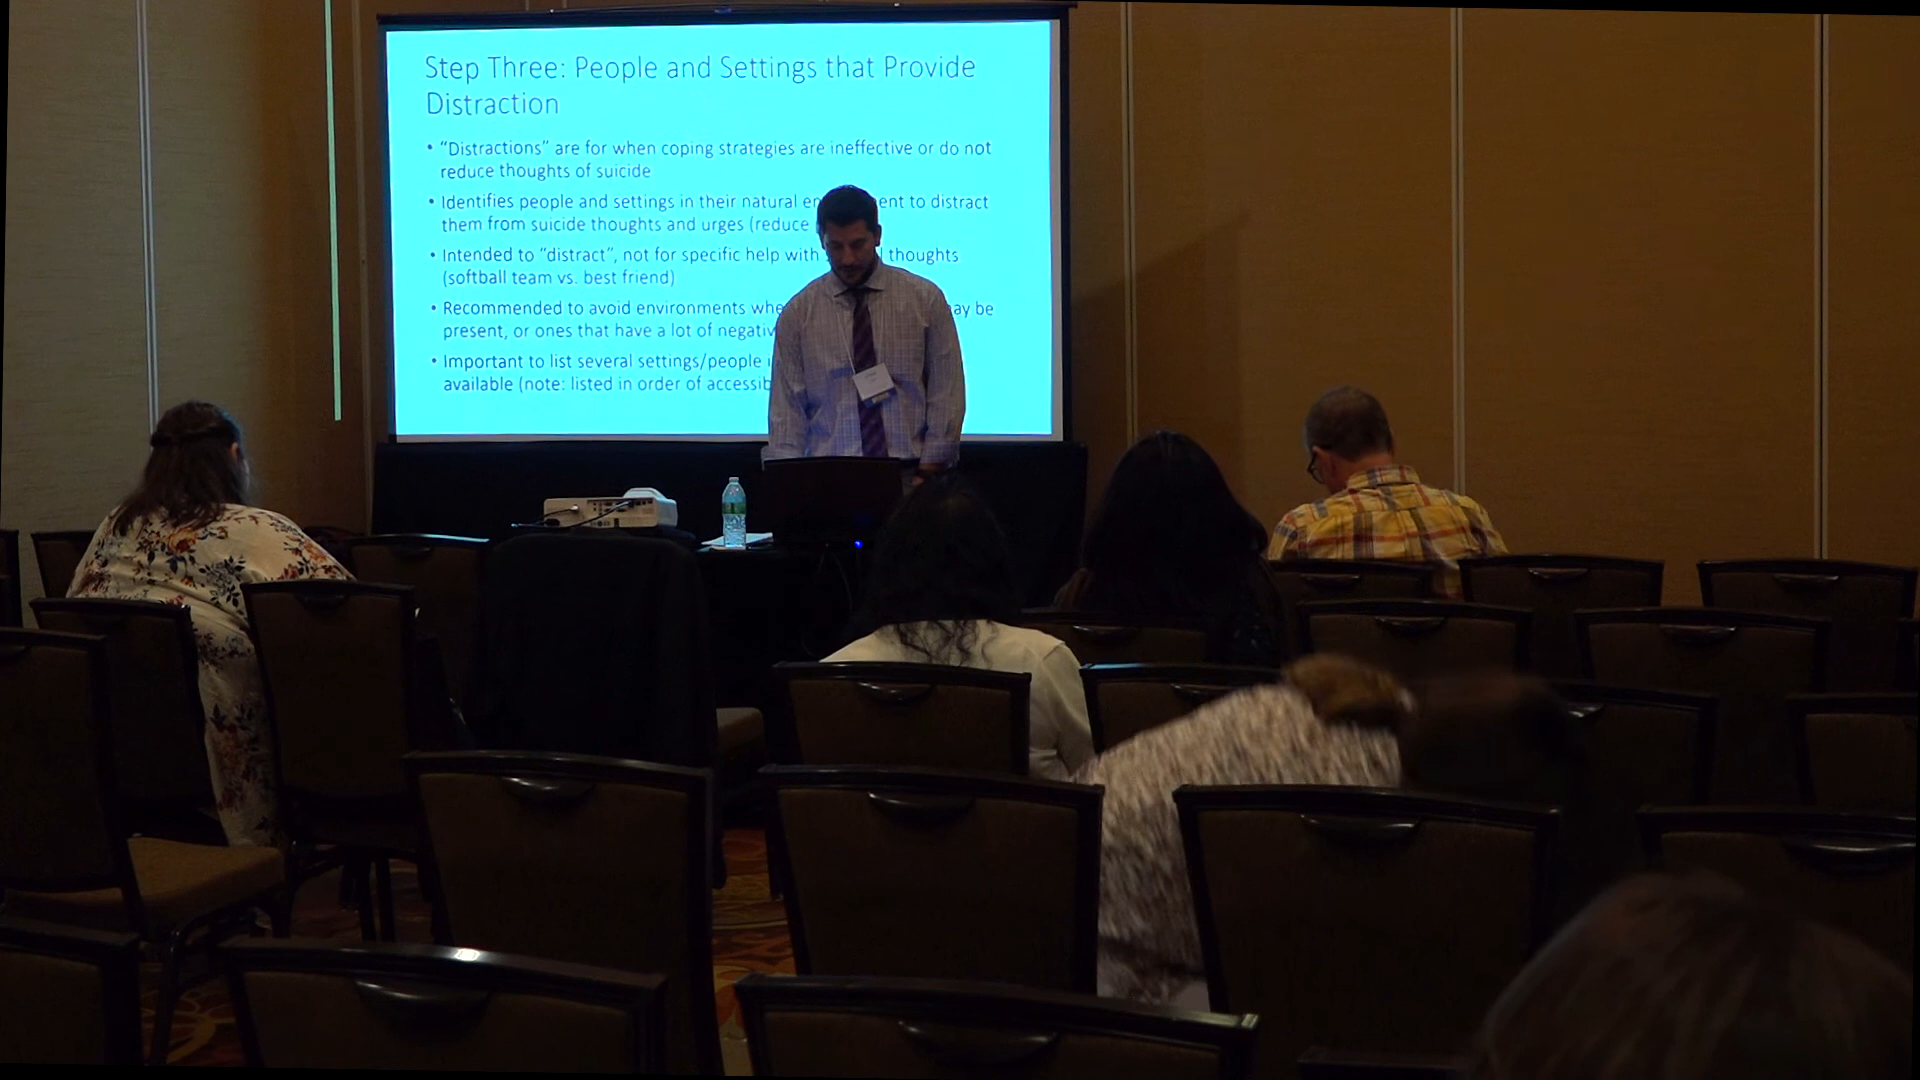 Step Three: People and Settings that Provide
Distraction
• “Distractions” are for when coping strategies are ineffective or do not
reduce thoughts of suicide
• Identifies people and settings in their natural en ent to distract
them from suicide thoughts and urges (reduce
• Intended to “distract”, not for specific help with thoughts
(softball team vs. best friend)
• Recommended to avoid environments whe ay be
present, or ones that have a lot of negativ
• Important to list several settings/people i
available (note: listed in order of accessib